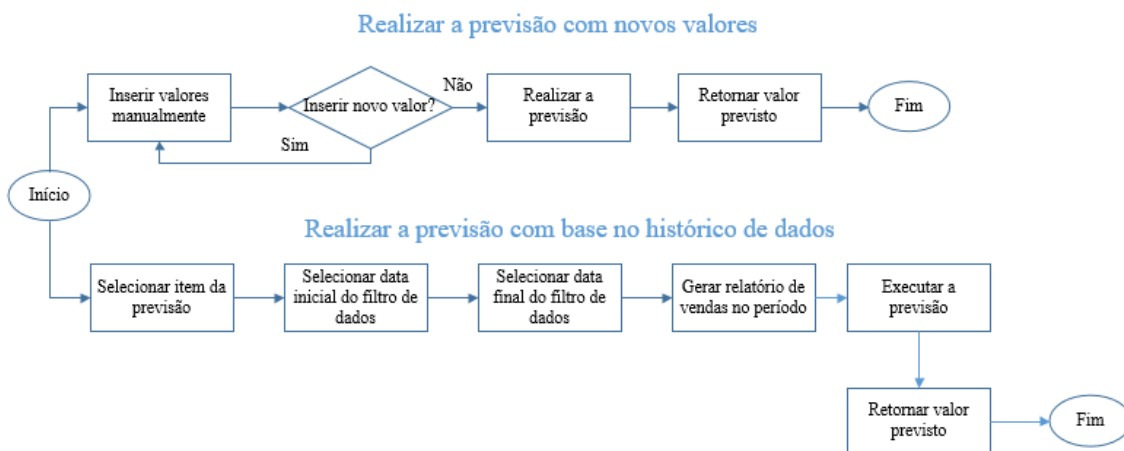 Realizar a previsão com novos valores
Inserir valores
manualmente
Inserir novo valor?
Não
Sim
Realizar a
previsão
Retornar valor
previsto
Fim
Início
Realizar a previsão com base no histórico de dados
Selecionar item da
previsão
Selecionar data
inicial do filtro de
dados
Selecionar data
final do filtro de
dados
Gerar relatório de
vendas no período
Executar a
previsão
Retornar valor
previsto
Fim